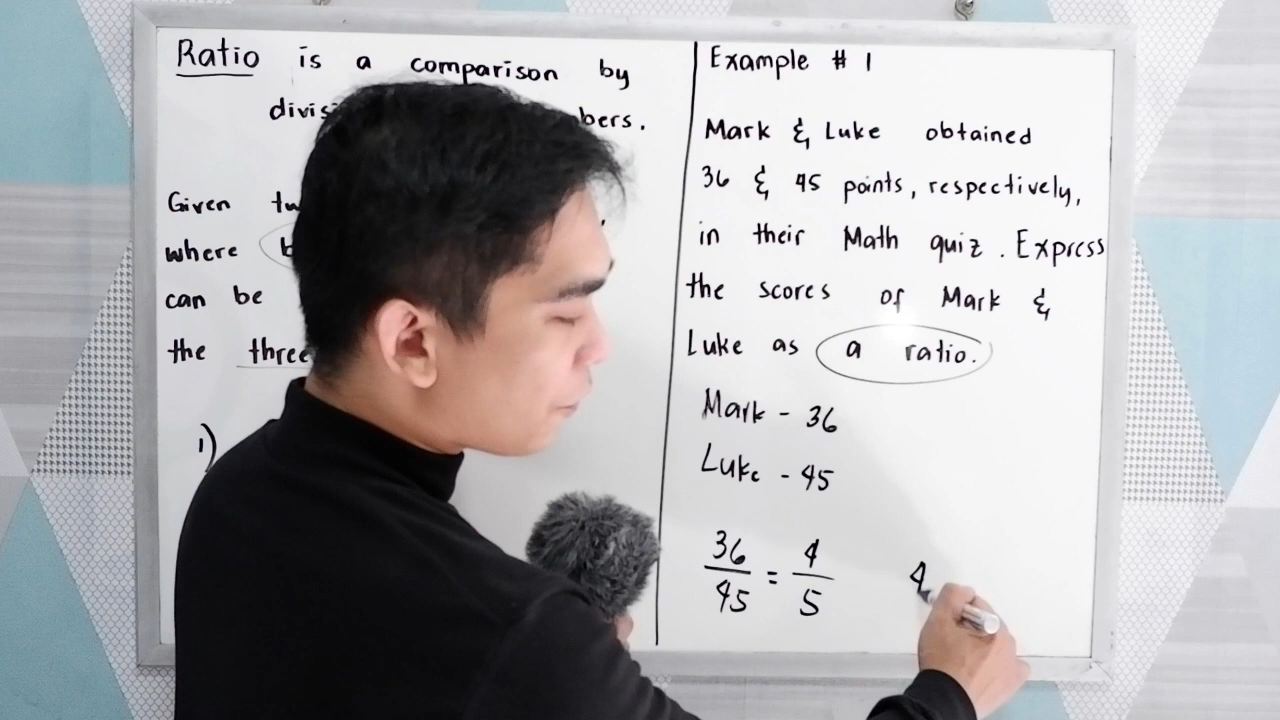 Ratio is a comparison by
bers.
Given
where
can be
the three
1)
Example # 1
Mark & Luke obtained
36 & 45 points, respectively,
in their Math quiz. Express
the scores of Mark &
Luke as a ratio.
Mark - 36
Luke - 45
36/45 = 4/5
4